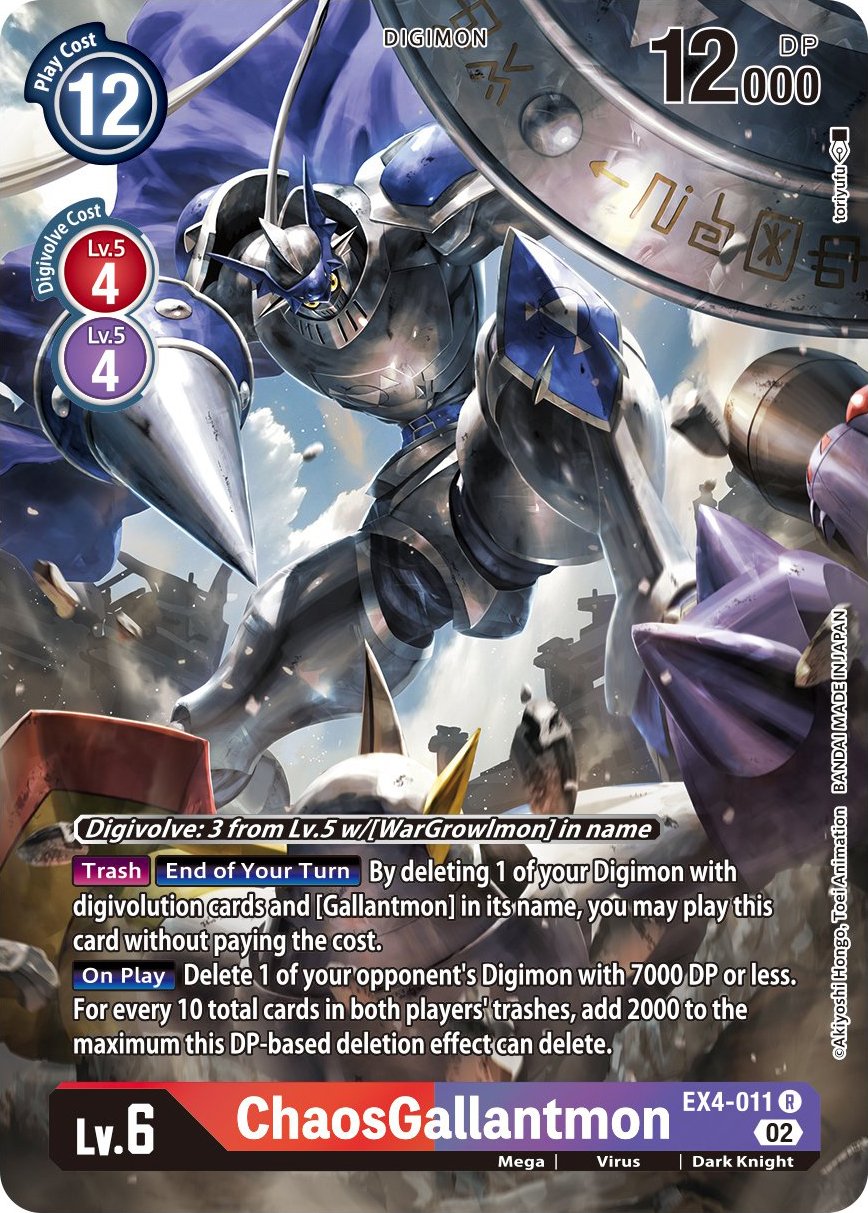 Play Cost
12
DIGIMON
12000
DP
toriyufu
Digivolve Cost
Lv.5
4
Lv.5
4
BANDAI MADE IN JAPAN
©Akiyoshi Hongo, Toei Animation
Digivolve: 3 from Lv.5 w/[WarGrowlmon] in name
Trash End of Your Turn By deleting 1 of your Digimon with
digivolution cards and [Gallantmon] in its name, you may play this
card without paying the cost.
On Play Delete 1 of your opponent's Digimon with 7000 DP or less.
For every 10 total cards in both players' trashes, add 2000 to the
maximum this DP-based deletion effect can delete.
Lv.6
ChaosGallantmon
EX4-011 R
02
Mega | Virus | Dark Knight